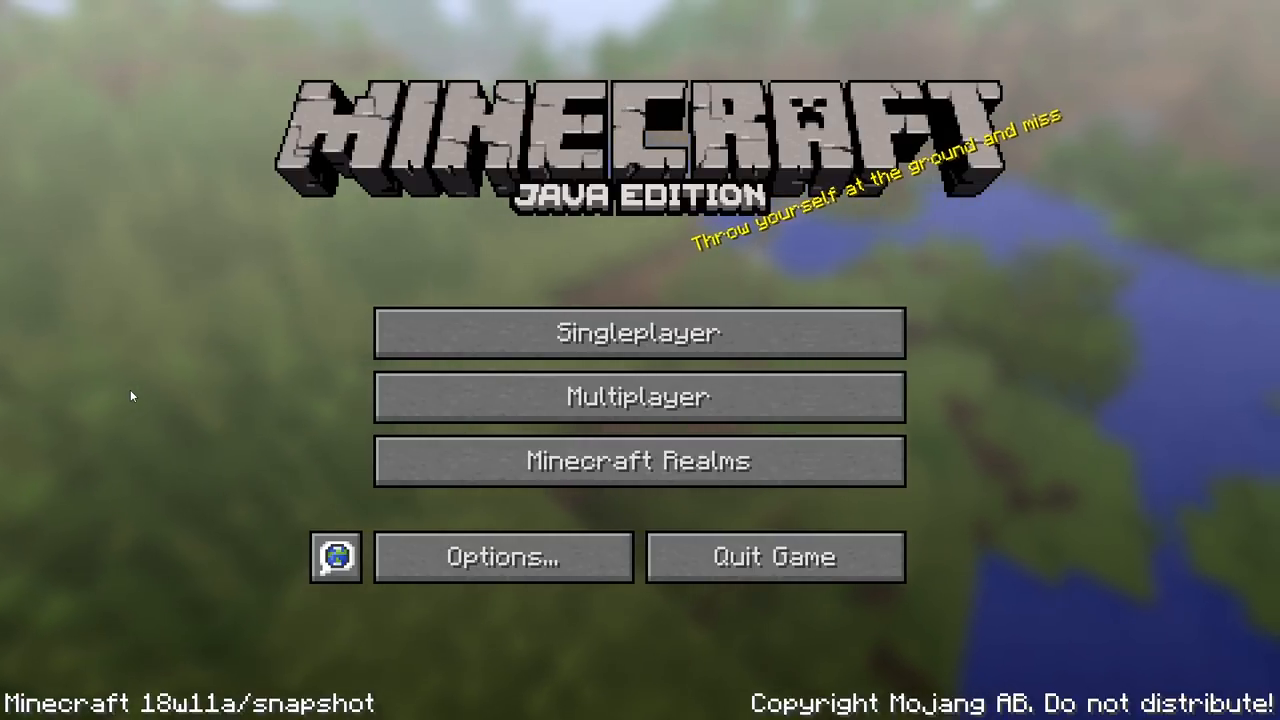 MINECRAFT
JAVA EDITION
Throw yourself at the ground and miss
Singleplayer
Multiplayer
Minecraft Realms
Options...
Quit Game
Minecraft 18w11a/snapshot
Copyright Mojang AB. Do not distribute!